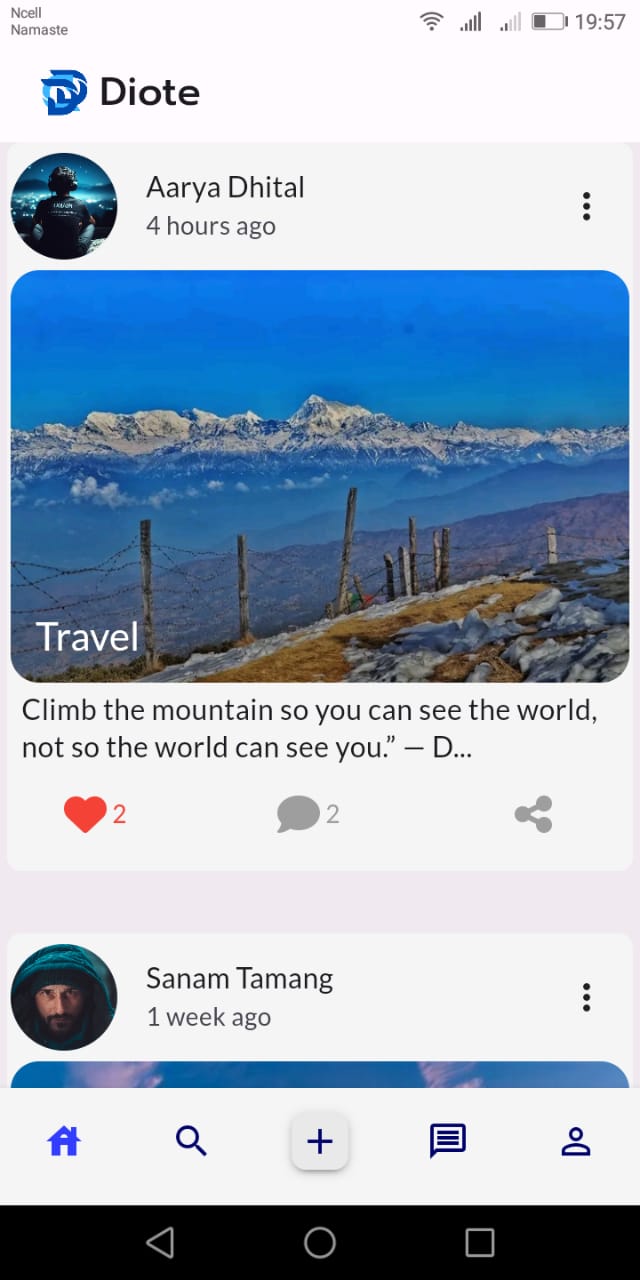 Ncell
Namaste
19:57
Diote
Aarya Dhital
4 hours ago
Travel
Climb the mountain so you can see the world,
not so the world can see you.” — D...
2
2
Sanam Tamang
1 week ago